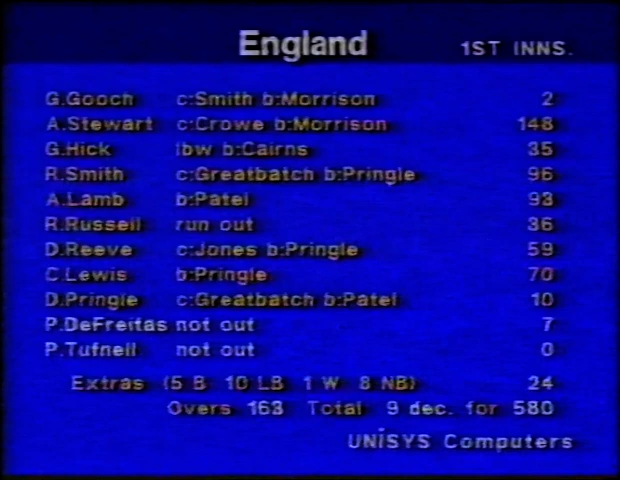 England 1ST INNS.
G.Gooch c:Smith b:Morrison 2
A.Stewart c:Crowe b:Morrison 148
G.Hick lbw b:Cairns 35
R.Smith c:Greatbatch b:Pringle 96
A.Lamb b:Patel 93
R.Russell run out 36
D.Reeve c:Jones b:Pringle 59
C.Lewis b:Pringle 70
D.Pringle c:Greatbatch b:Patel 10
P.DeFreitas not out 7
P.Tufnell not out 0
Extras (5 B 10 LB 1 W 8 NB) 24
Overs 163 Total 9 dec. for 580
UNISYS Computers